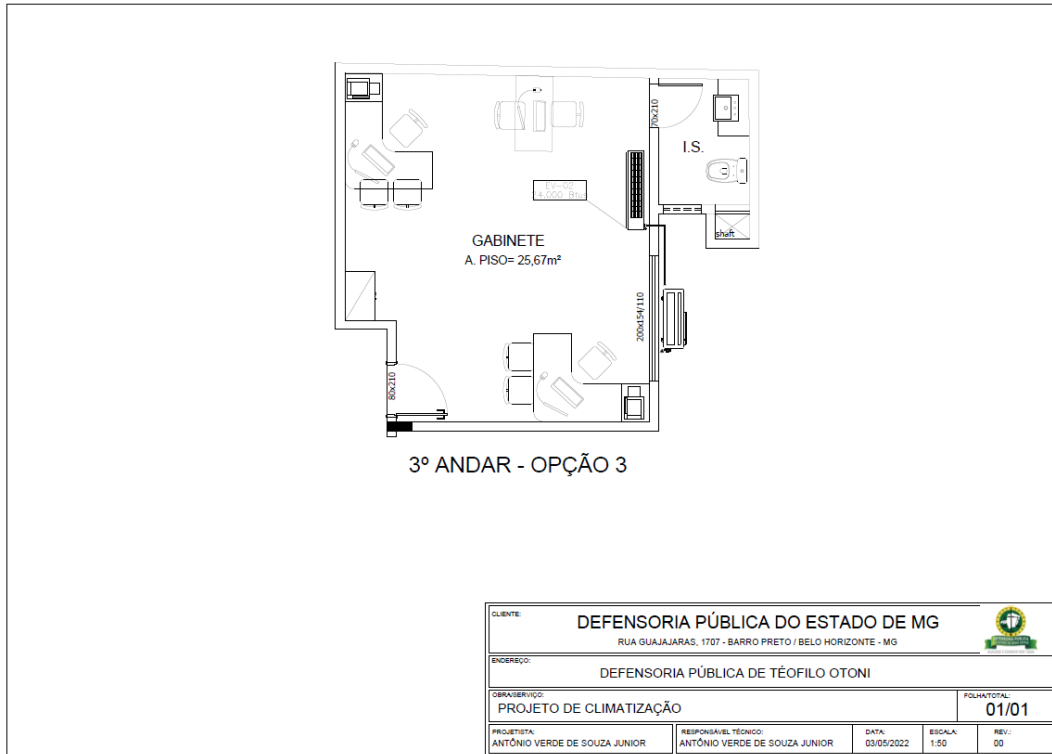 70x210
I.S.
EV-02
24.000 Btus
shaft
GABINETE
A. PISO= 25,67m²
200x154/110
80x210
3º ANDAR - OPÇÃO 3
CLIENTE:
DEFENSORIA PÚBLICA DO ESTADO DE MG
RUA GUAJAJARAS, 1707 - BARRO PRETO / BELO HORIZONTE - MG
ENDEREÇO:
DEFENSORIA PÚBLICA DE TÉOFILO OTONI
OBRA/SERVIÇO:
PROJETO DE CLIMATIZAÇÃO
FOLHA/TOTAL:
01/01
PROJETISTA:
ANTÔNIO VERDE DE SOUZA JUNIOR
RESPONSÁVEL TÉCNICO:
ANTÔNIO VERDE DE SOUZA JUNIOR
DATA:
03/05/2022
ESCALA:
1:50
REV.:
00